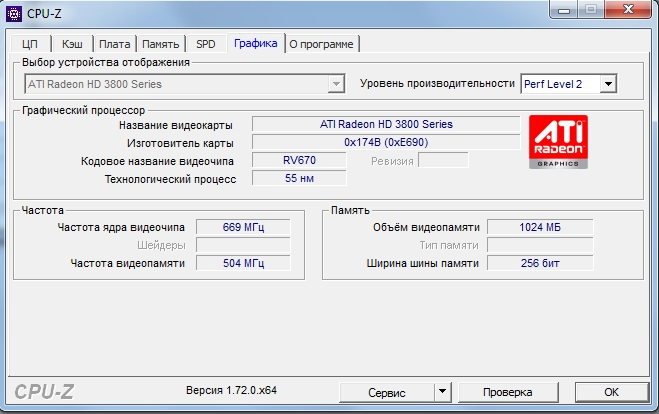 CPU-Z
ЦП Кэш Плата Память SPD Графика О программе
Выбор устройства отображения
ATI Radeon HD 3800 Series Уровень производительности Perf Level 2
Графический процессор
Название видеокарты ATI Radeon HD 3800 Series
Изготовитель карты 0x174B (0xE690)
Кодовое название видеочипа RV670 Ревизия
Технологический процесс 55 нм
ATI
RADEON
GRAPHICS
Частота
Частота ядра видеочипа 669 МГц
Шейдеры
Частота видеопамяти 504 МГц
Память
Объём видеопамяти 1024 МБ
Тип памяти
Ширина шины памяти 256 бит
CPU-Z Версия 1.72.0.x64 Сервис Проверка OK